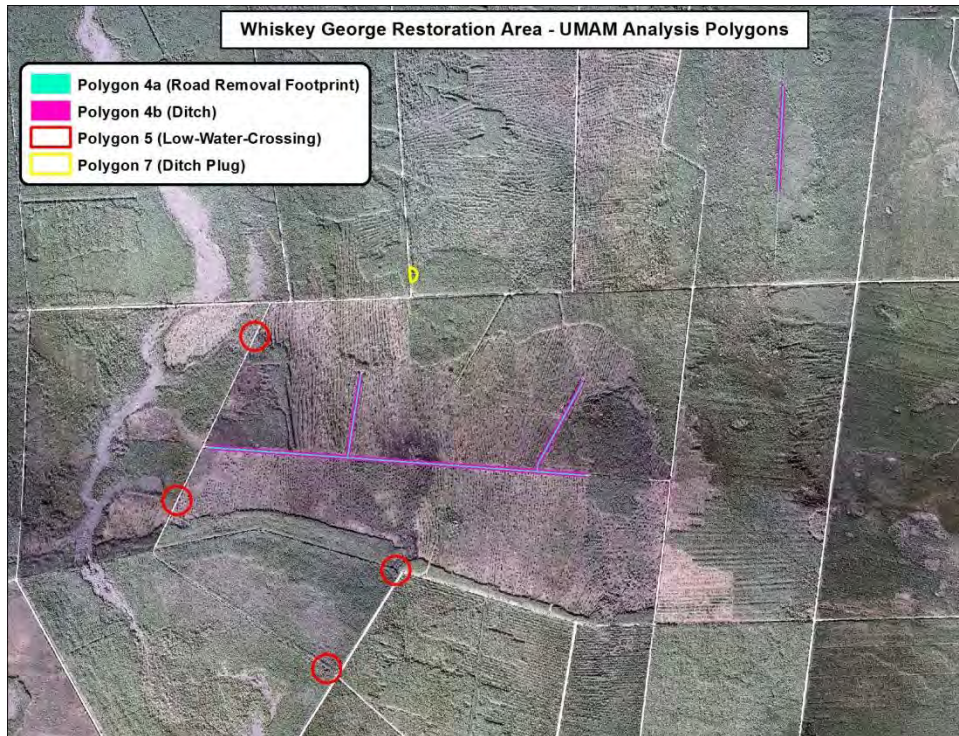 Whiskey George Restoration Area - UMAM Analysis Polygons
Polygon 4a (Road Removal Footprint)
Polygon 4b (Ditch)
Polygon 5 (Low-Water-Crossing)
Polygon 7 (Ditch Plug)